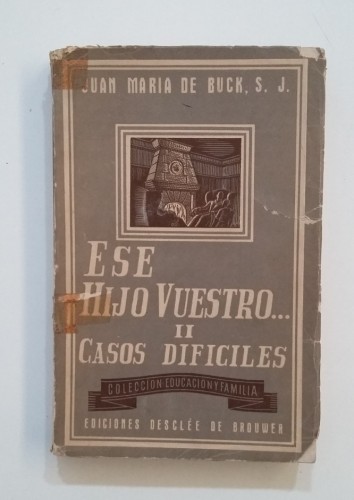 JUAN MARIA DE BUCK, S. J.
ESE
HIJO VUESTRO...
II
CASOS DIFICILES
COLECCION EDUCACION Y FAMILIA
EDICIONES DESCLÉE DE BROUWER